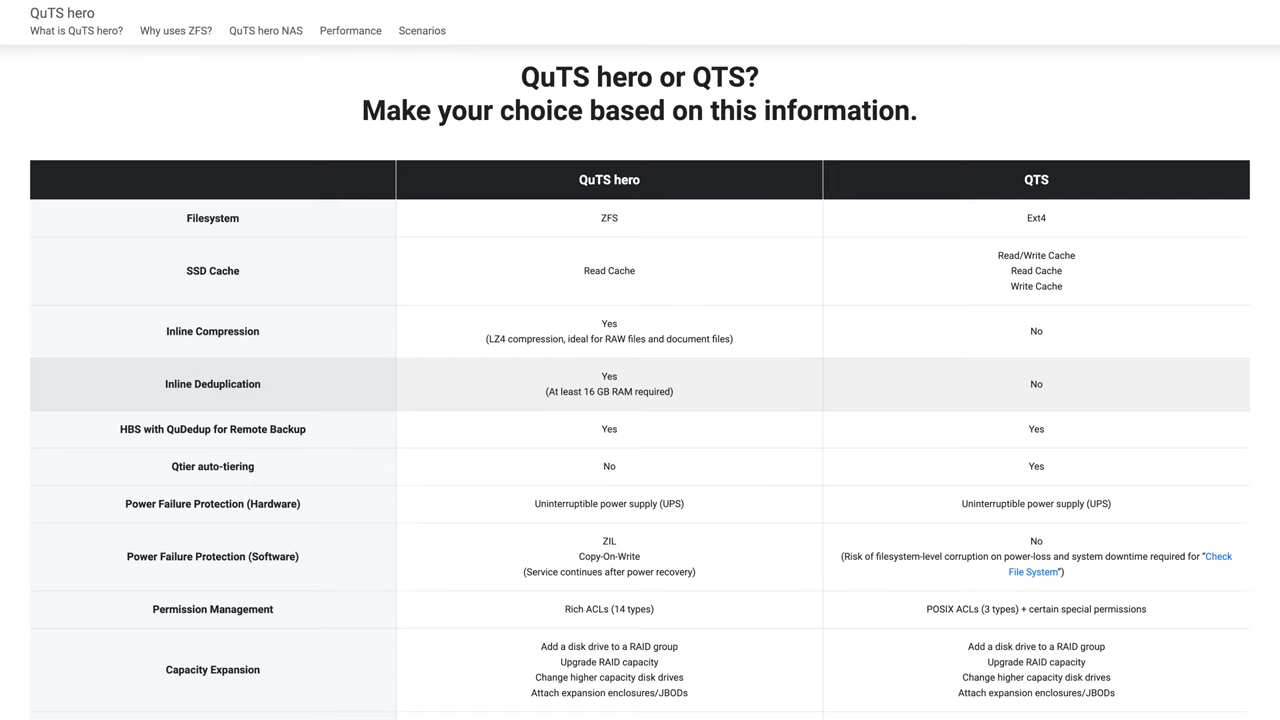 QuTS hero
What is QuTS hero? Why uses ZFS? QuTS hero NAS Performance Scenarios
QuTS hero or QTS?
Make your choice based on this information.
QuTS hero QTS
Filesystem ZFS Ext4
SSD Cache Read Cache Read/Write Cache
Read Cache
Write Cache
Inline Compression Yes
(LZ4 compression, ideal for RAW files and document files) No
Inline Deduplication Yes
(At least 16 GB RAM required) No
HBS with QuDedup for Remote Backup Yes Yes
Qtier auto-tiering No Yes
Power Failure Protection (Hardware) Uninterruptible power supply (UPS) Uninterruptible power supply (UPS)
Power Failure Protection (Software) ZIL
Copy-On-Write
(Service continues after power recovery) No
(Risk of filesystem-level corruption on power-loss and system downtime required for “Check
File System”)
Permission Management Rich ACLs (14 types) POSIX ACLs (3 types) + certain special permissions
Capacity Expansion Add a disk drive to a RAID group
Upgrade RAID capacity
Change higher capacity disk drives
Attach expansion enclosures/JBODs Add a disk drive to a RAID group
Upgrade RAID capacity
Change higher capacity disk drives
Attach expansion enclosures/JBODs